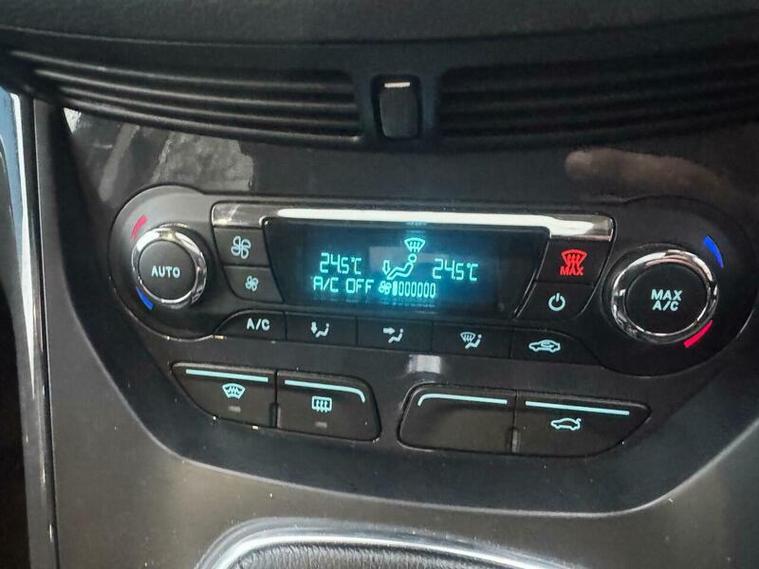 24.5°C 24.5°C
A/C OFF
AUTO
MAX
MAX
A/C
A/C